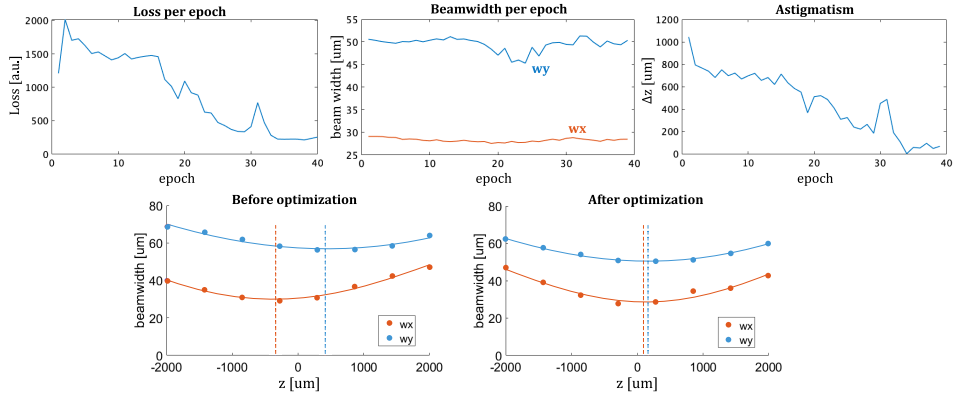 Loss per epoch
Loss [a.u.]
2000
1500
1000
500
0
0
10
20
30
40
epoch
Beamwidth per epoch
beam width [um]
55
50
45
40
35
30
25
wy
wx
0
10
20
30
40
epoch
Astigmatism
Δz [um]
1200
1000
800
600
400
200
0
0
10
20
30
40
epoch
Before optimization
beamwidth [um]
80
60
40
20
0
wx
wy
-2000
-1000
0
1000
2000
z [um]
After optimization
beamwidth [um]
80
60
40
20
0
wx
wy
-2000
-1000
0
1000
2000
z [um]